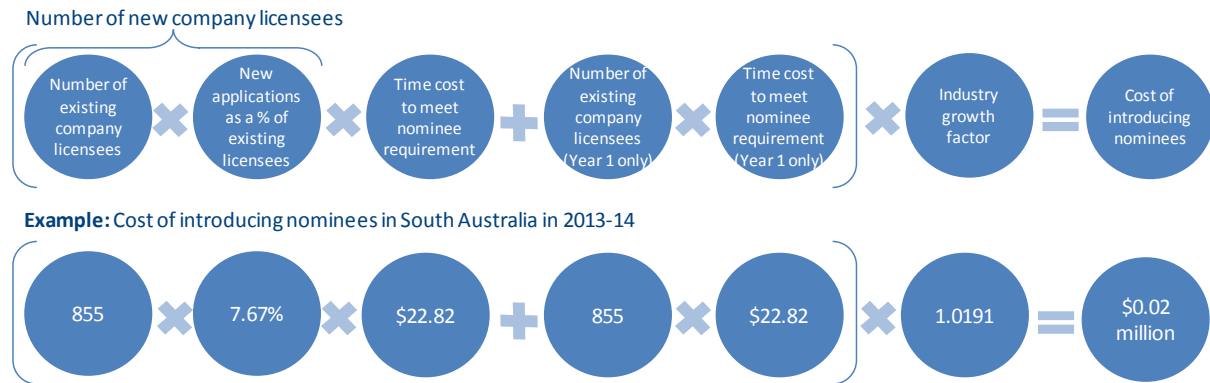 Number of new company licensees
Number of
existing
company
licensees
New
applications
as a % of
existing
licensees
Time cost
to meet
nominee
requirement
Number of
existing
company
licensees
(Year 1 only)
Time cost
to meet
nominee
requirement
(Year 1 only)
Industry
growth
factor
Cost of
introducing
nominees
Example: Cost of introducing nominees in South Australia in 2013-14
855
7.67%
$22.82
855
$22.82
1.0191
$0.02
million